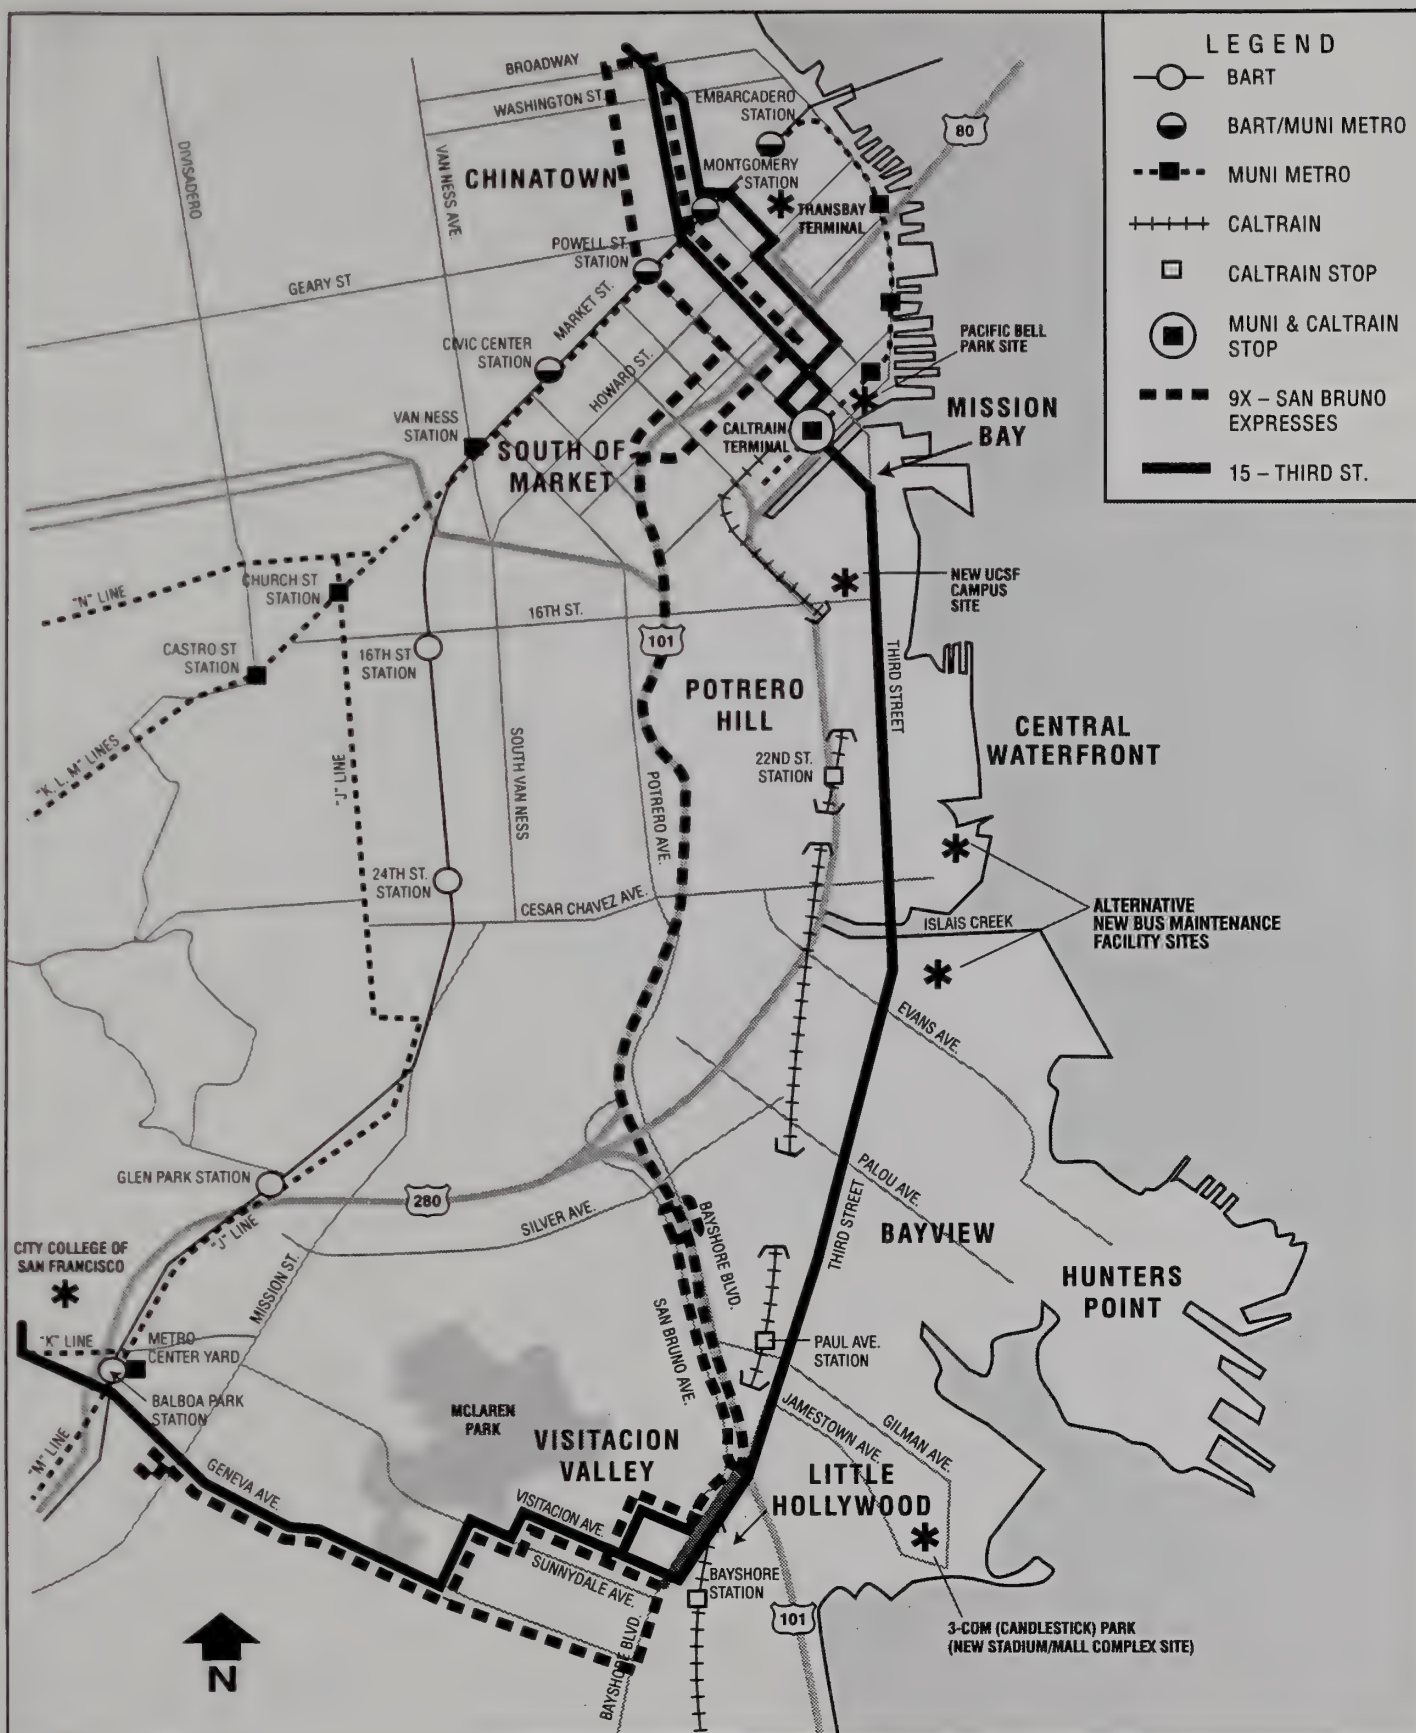 LEGEND
BART
BART/MUNI METRO
MUNI METRO
CALTRAIN
CALTRAIN STOP
MUNI & CALTRAIN
STOP
9X – SAN BRUNO
EXPRESSES
15 – THIRD ST.
BROADWAY
WASHINGTON ST.
EMBARCADERO
STATION
80
DIVISADERO
VAN NESS AVE.
CHINATOWN
MONTGOMERY
STATION
TRANSBAY
TERMINAL
POWELL ST.
STATION
GEARY ST
MARKET ST.
CIVIC CENTER
STATION
HOWARD ST.
PACIFIC BELL
PARK SITE
MISSION
BAY
VAN NESS
STATION
SOUTH OF
MARKET
CALTRAIN
TERMINAL
"N" LINE
CHURCH ST
STATION
NEW UCSF
CAMPUS
SITE
16TH ST.
101
CASTRO ST
STATION
16TH ST
STATION
THIRD STREET
POTRERO
HILL
CENTRAL
WATERFRONT
"K, L, M" LINES
"J" LINE
SOUTH VAN NESS
POTRERO AVE.
22ND ST.
STATION
24TH ST.
STATION
CESAR CHAVEZ AVE.
ISLAIS CREEK
ALTERNATIVE
NEW BUS MAINTENANCE
FACILITY SITES
EVANS AVE.
GLEN PARK STATION
280
"J" LINE
SILVER AVE.
BAYSHORE BLVD.
THIRD STREET
PALOU AVE.
BAYVIEW
CITY COLLEGE OF
SAN FRANCISCO
MISSION ST.
SAN BRUNO AVE.
HUNTERS
POINT
"K" LINE
METRO
CENTER YARD
PAUL AVE.
STATION
BALBOA PARK
STATION
MCLAREN
PARK
JAMESTOWN AVE.
GILMAN AVE.
"M" LINE
GENEVA AVE.
VISITACION
VALLEY
LITTLE
HOLLYWOOD
VISITACION AVE.
SUNNYDALE AVE.
BAYSHORE
STATION
BAYSHORE BLVD.
101
3-COM (CANDLESTICK) PARK
(NEW STADIUM/MALL COMPLEX SITE)
N